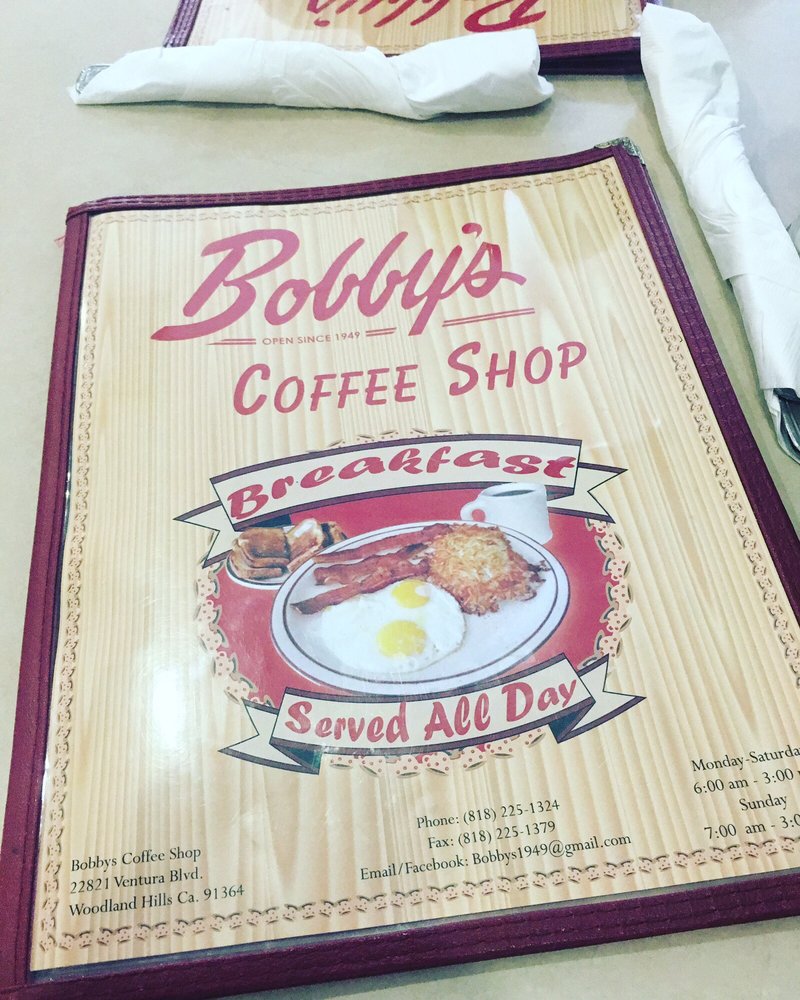 Bobby's
Bobby's
OPEN SINCE 1949
COFFEE SHOP
Breakfast
Served All Day
Bobbys Coffee Shop
22821 Ventura Blvd.
Woodland Hills Ca. 91364
Phone: (818) 225-1324
Fax: (818) 225-1379
Email/Facebook: Bobbys1949@gmail.com
Monday-Saturda
6:00 am - 3:00
Sunday
7:00 am - 3:0